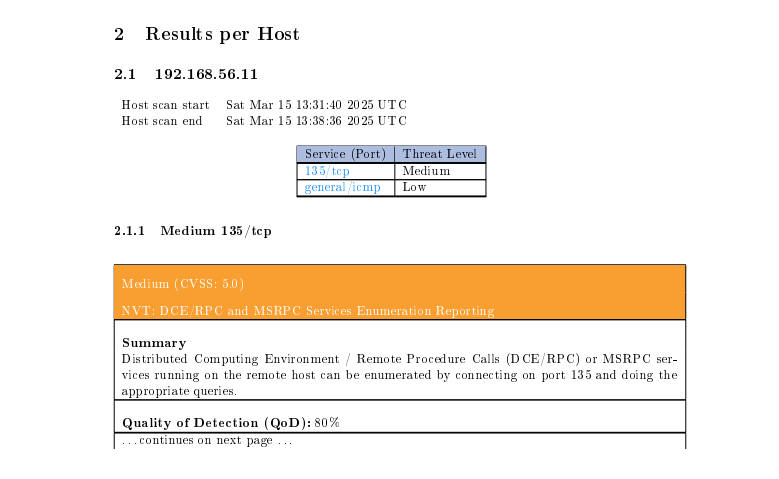 2 Results per Host
2.1 192.168.56.11
Host scan start Sat Mar 15 13:31:40 2025 UTC
Host scan end Sat Mar 15 13:38:36 2025 UTC
Service (Port) Threat Level
135/tcp Medium
general/icmp Low
2.1.1 Medium 135/tcp
Medium (CVSS: 5.0)
NVT: DCE/RPC and MSRPC Services Enumeration Reporting
Summary
Distributed Computing Environment / Remote Procedure Calls (DCE/RPC) or MSRPC ser-
vices running on the remote host can be enumerated by connecting on port 135 and doing the
appropriate queries.
Quality of Detection (QoD): 80%
...continues on next page ...